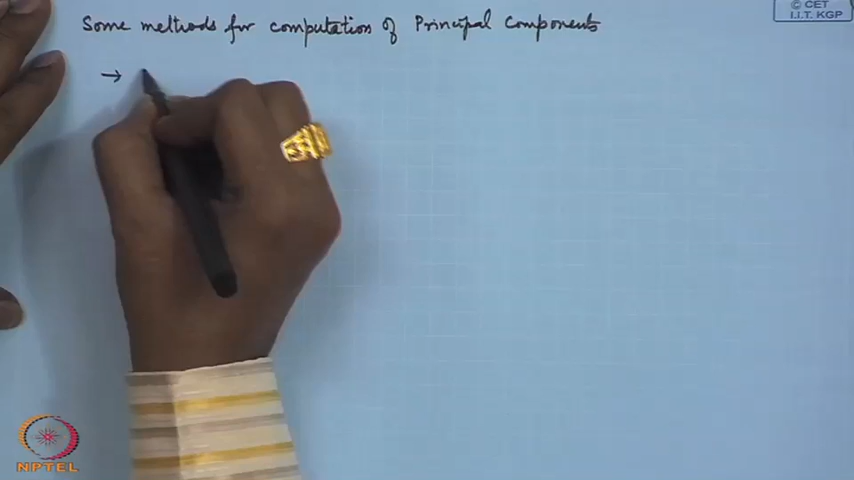 Some methods for computation of Principal Components
→
© CET
I.I.T. KGP
NPTEL